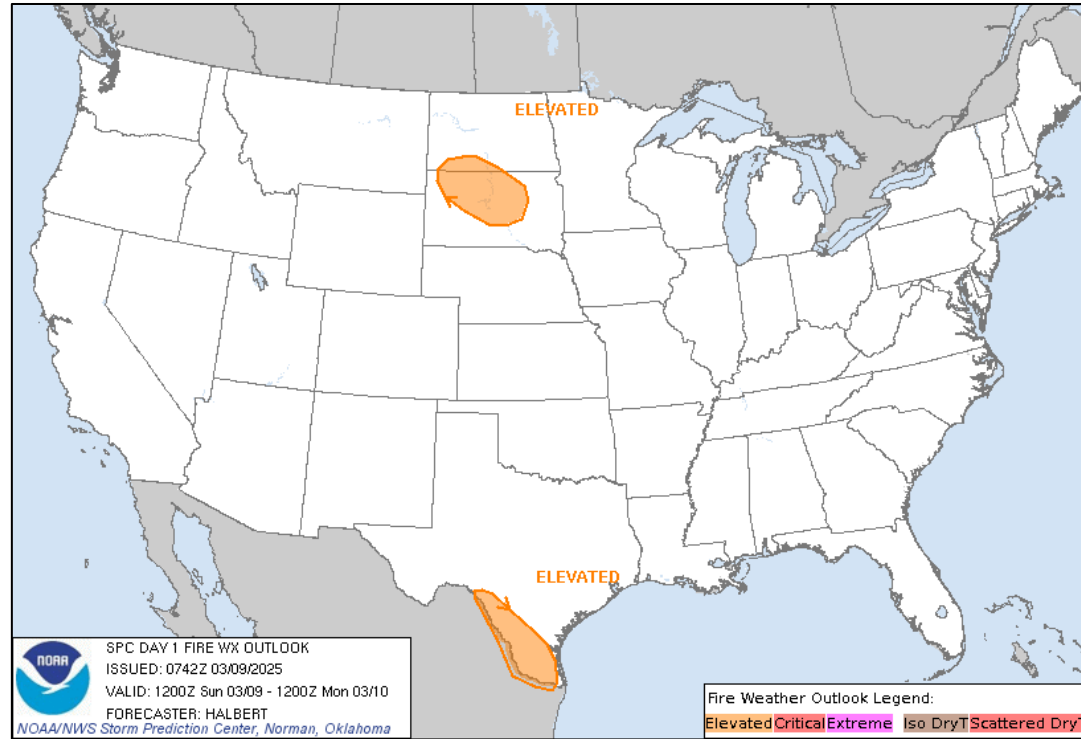 ELEVATED
ELEVATED
NOAA
SPC DAY 1 FIRE WX OUTLOOK
ISSUED: 0742Z 03/09/2025
VALID: 1200Z Sun 03/09 - 1200Z Mon 03/10
FORECASTER: HALBERT
NOAA/NWS Storm Prediction Center, Norman, Oklahoma
Fire Weather Outlook Legend:
Elevated Critical Extreme Iso DryT Scattered DryT